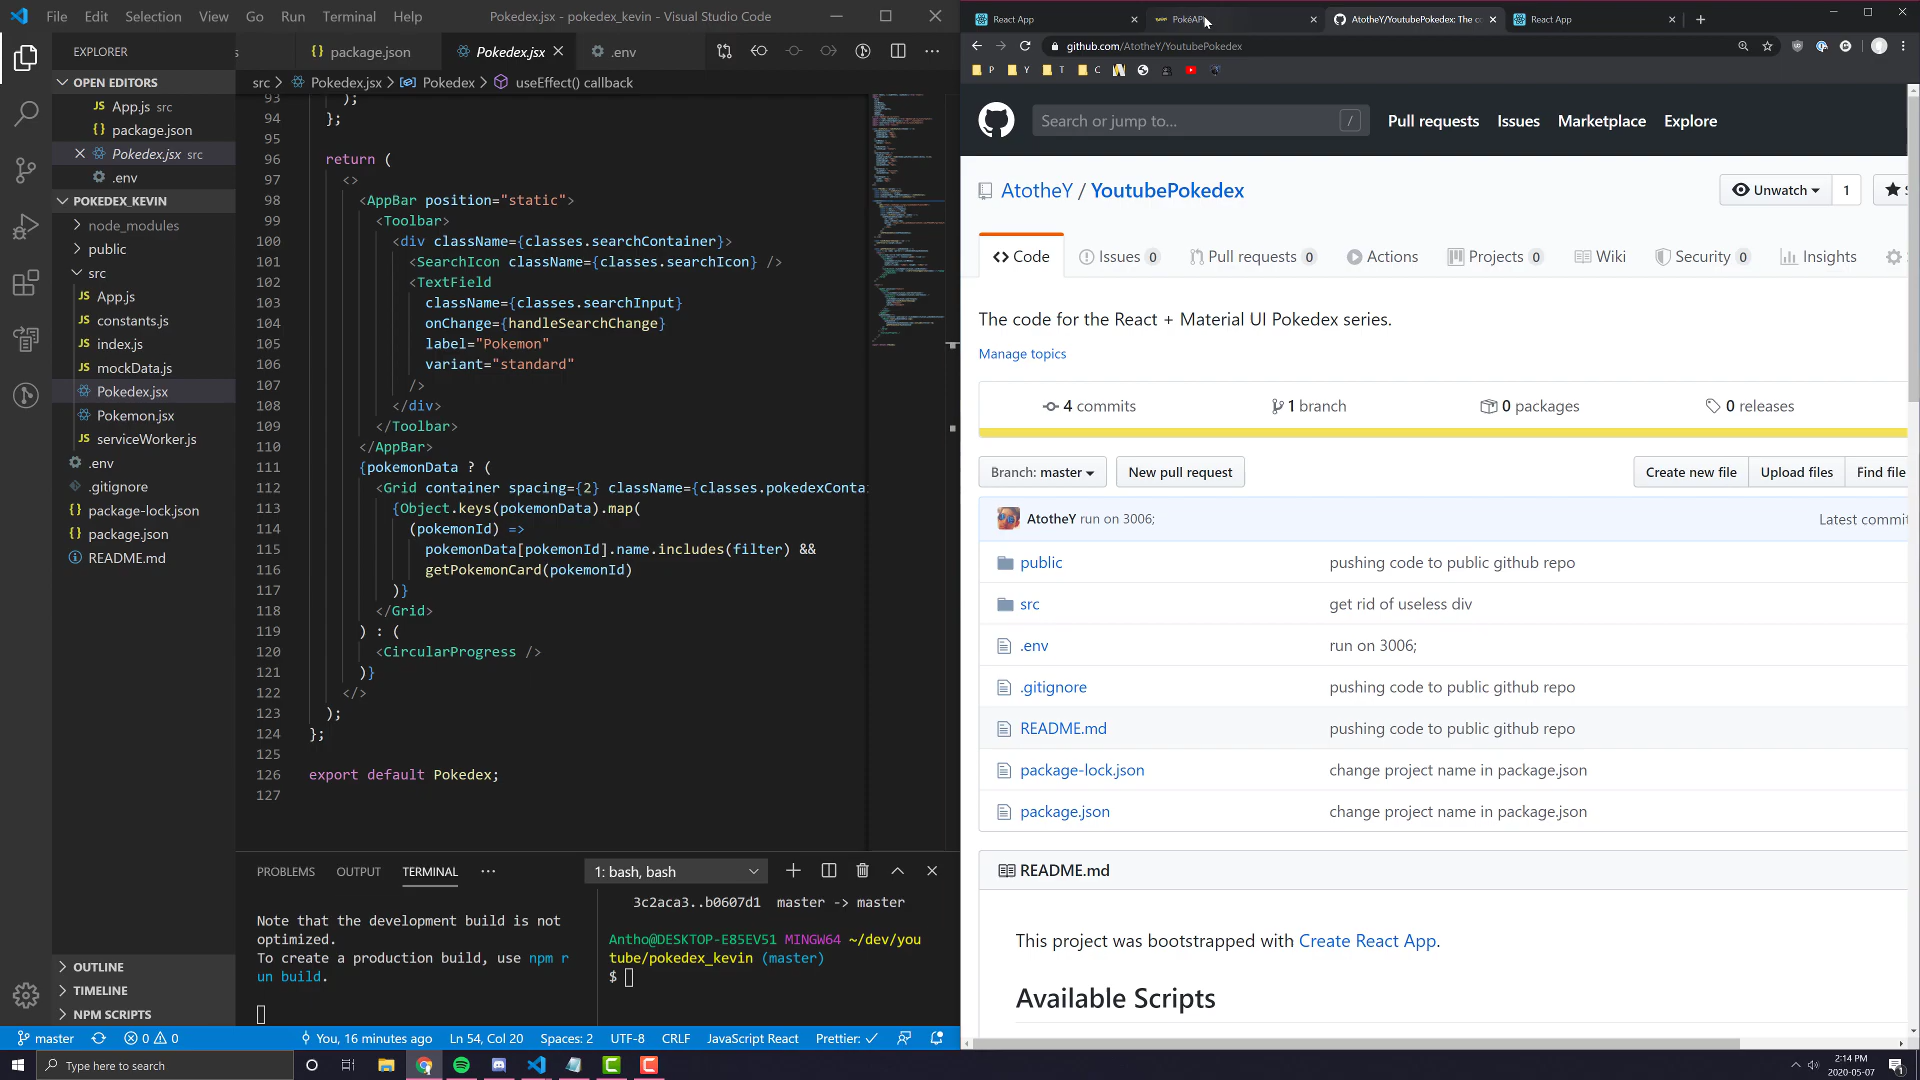 File Edit Selection View Go Run Terminal Help
Pokedex.jsx - pokedex_kevin - Visual Studio Code
EXPLORER
OPEN EDITORS
App.js src
package.json
Pokedex.jsx src
.env
POKEDEX_KEVIN
node_modules
public
src
App.js
constants.js
index.js
mockData.js
Pokedex.jsx
Pokemon.jsx
serviceWorker.js
.env
.gitignore
package-lock.json
package.json
README.md
OUTLINE
TIMELINE
NPM SCRIPTS
s package.json Pokedex.jsx .env
src > Pokedex.jsx > Pokedex > useEffect() callback
93 );
94 };
95
96 return (
97 <>
98 <AppBar position="static">
99 <Toolbar>
100 <div className={classes.searchContainer}>
101 <SearchIcon className={classes.searchIcon} />
102 <TextField
103 className={classes.searchInput}
104 onChange={handleSearchChange}
105 label="Pokemon"
106 variant="standard"
107 />
108 </div>
109 </Toolbar>
110 </AppBar>
111 {pokemonData ? (
112 <Grid container spacing={2} className={classes.pokedexContai
113 {Object.keys(pokemonData).map(
114 (pokemonId) =>
115 pokemonData[pokemonId].name.includes(filter) &&
116 getPokemonCard(pokemonId)
117 )}
118 </Grid>
119 ) : (
120 <CircularProgress />
121 )}
122 </>
123 );
124 };
125
126 export default Pokedex;
127
PROBLEMS OUTPUT TERMINAL ··· 1: bash, bash
Note that the development build is not
optimized.
To create a production build, use npm r
un build.
3c2aca3..b0607d1 master -> master
Antho@DESKTOP-E85EV51 MINGW64 ~/dev/you
tube/pokedex_kevin (master)
$
master 0 0 You, 16 minutes ago Ln 54, Col 20 Spaces: 2 UTF-8 CRLF JavaScript React Prettier: ✓
React App PokéAPI AtotheY/YoutubePokedex: The co React App
github.com/AtotheY/YoutubePokedex
P Y T C
Search or jump to... / Pull requests Issues Marketplace Explore
AtotheY / YoutubePokedex
Unwatch 1
Code Issues 0 Pull requests 0 Actions Projects 0 Wiki Security 0 Insights
The code for the React + Material UI Pokedex series.
Manage topics
4 commits 1 branch 0 packages 0 releases
Branch: master New pull request Create new file Upload files Find file
AtotheY run on 3006; Latest commit
public pushing code to public github repo
src get rid of useless div
.env run on 3006;
.gitignore pushing code to public github repo
README.md pushing code to public github repo
package-lock.json change project name in package.json
package.json change project name in package.json
README.md
This project was bootstrapped with Create React App.
Available Scripts
Type here to search
2:14 PM
2020-05-07
1